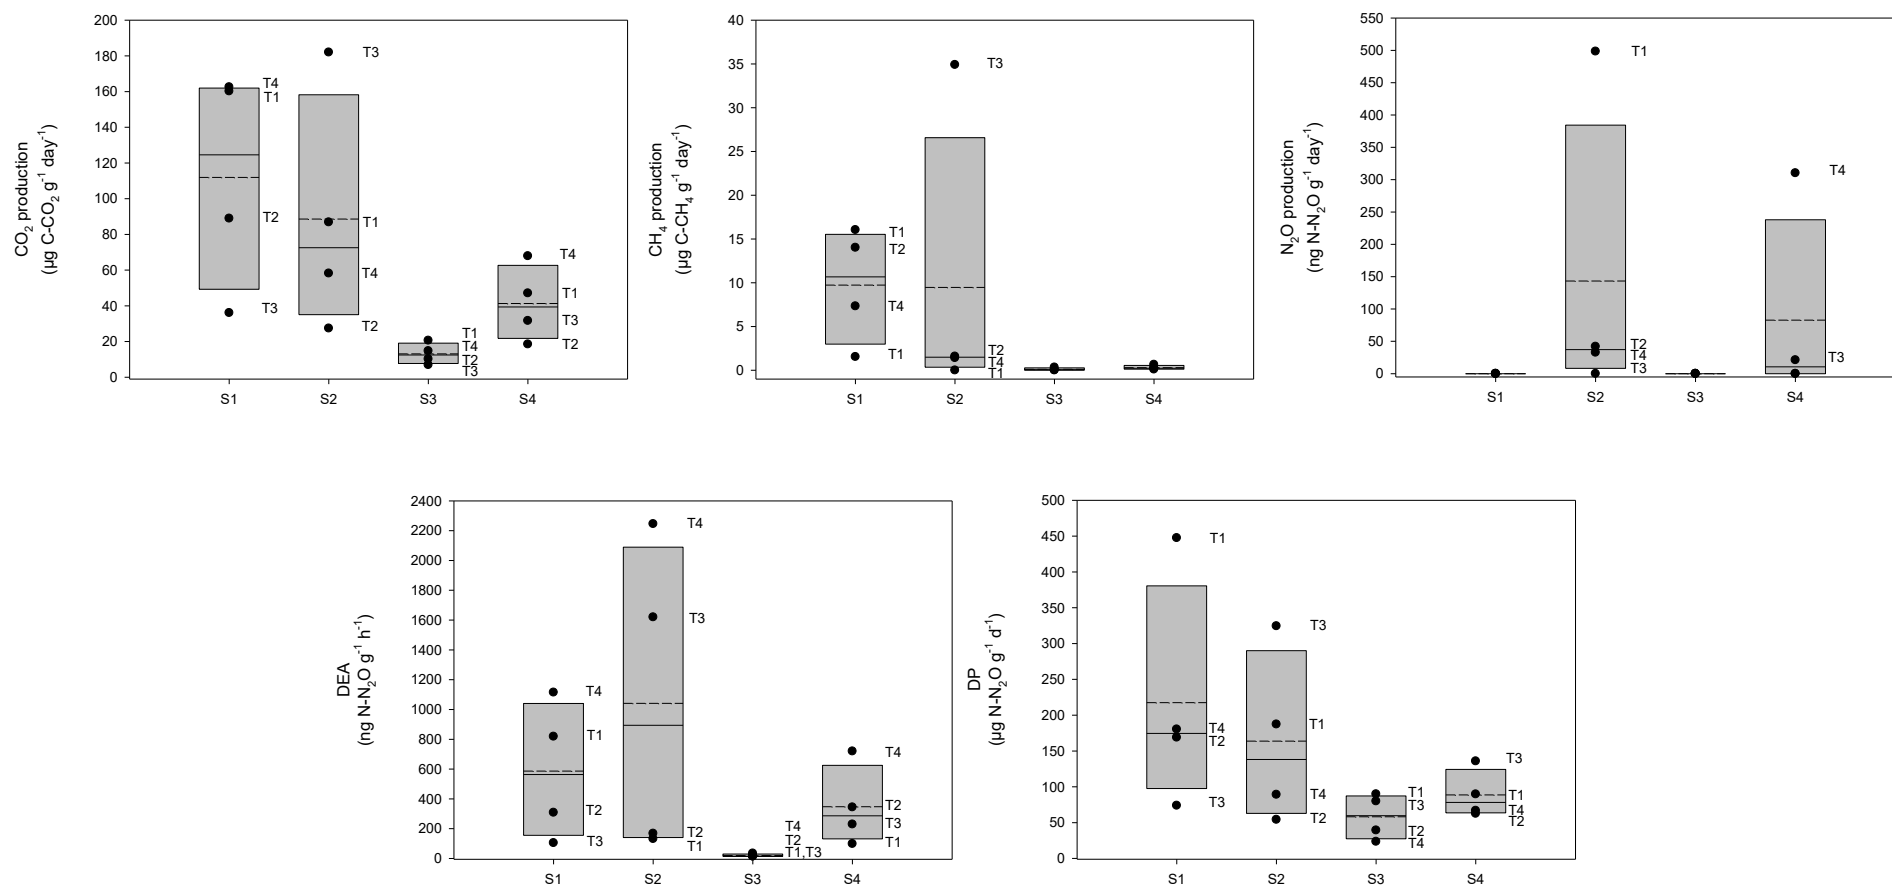 CO2 production
(µg C-CO2 g-1 day-1)
200
180
160
140
120
100
80
60
40
20
0
T4
T1
T2
T3
T3
T1
T4
T2
T1
T4
T2
T3
T4
T1
T3
T2
S1 S2 S3 S4
CH4 production
(µg C-CH4 g-1 day-1)
40
35
30
25
20
15
10
5
0
T1
T2
T4
T1
T3
T2
T4
T1
S1 S2 S3 S4
N2O production
(ng N-N2O g-1 day-1)
550
500
450
400
350
300
250
200
150
100
50
0
T1
T2
T4
T3
T4
T3
S1 S2 S3 S4
DEA
(ng N-N2O g-1 h-1)
2400
2200
2000
1800
1600
1400
1200
1000
800
600
400
200
0
T4
T1
T2
T3
T4
T3
T2
T1
T4
T2
T1,T3
T4
T2
T3
T1
S1 S2 S3 S4
DP
(µg N-N2O g-1 d-1)
500
450
400
350
300
250
200
150
100
50
0
T1
T4
T2
T3
T3
T1
T4
T2
T1
T3
T2
T4
T3
T1
T4
T2
S1 S2 S3 S4